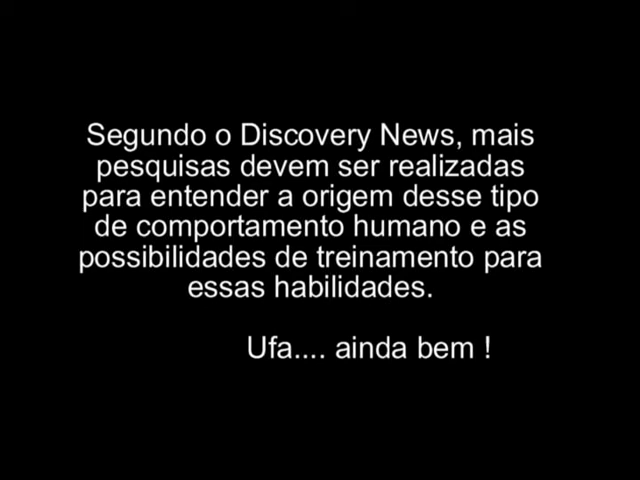 Segundo o Discovery News, mais
pesquisas devem ser realizadas
para entender a origem desse tipo
de comportamento humano e as
possibilidades de treinamento para
essas habilidades.
Ufa.... ainda bem !